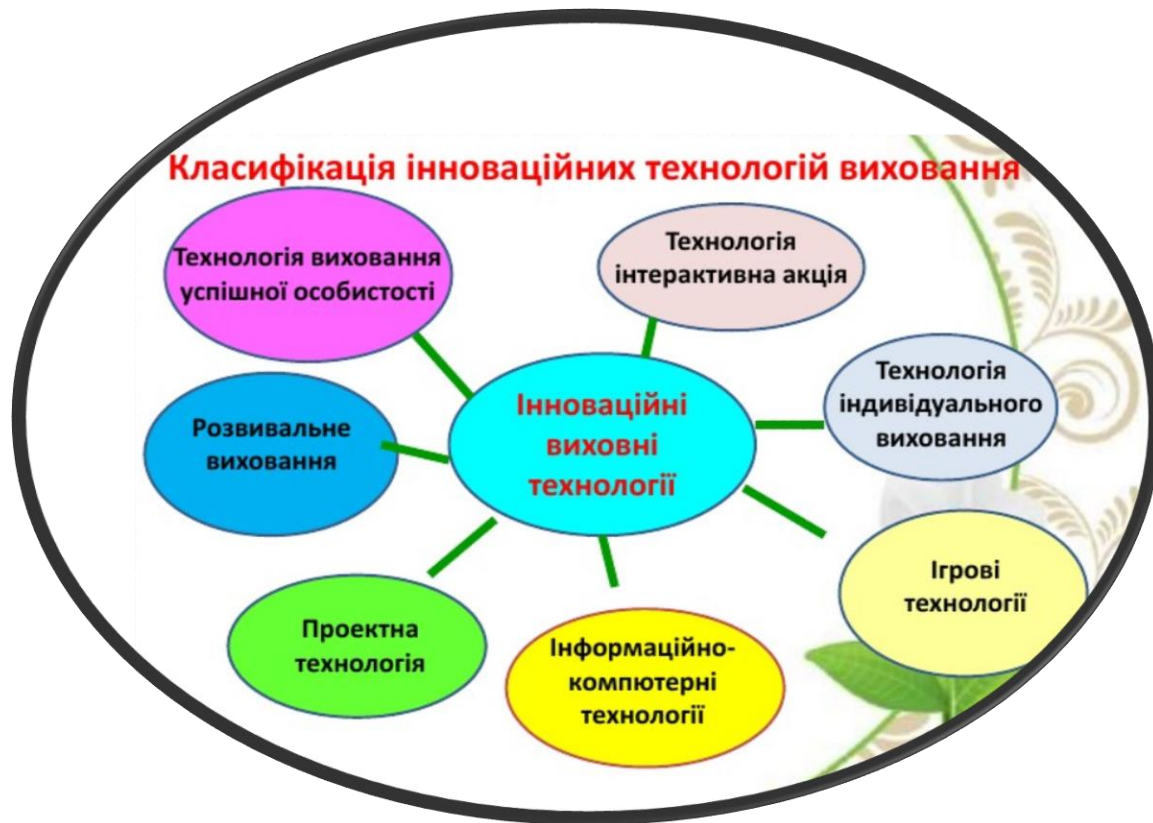 Класифікація інноваційних технологій виховання
Технологія виховання
успішної особистості
Технологія
інтерактивна акція
Інноваційні
виховні
технології
Технологія
індивідуального
виховання
Розвивальне
виховання
Ігрові
технології
Проектна
технологія
Інформаційно-
компютерні
технології